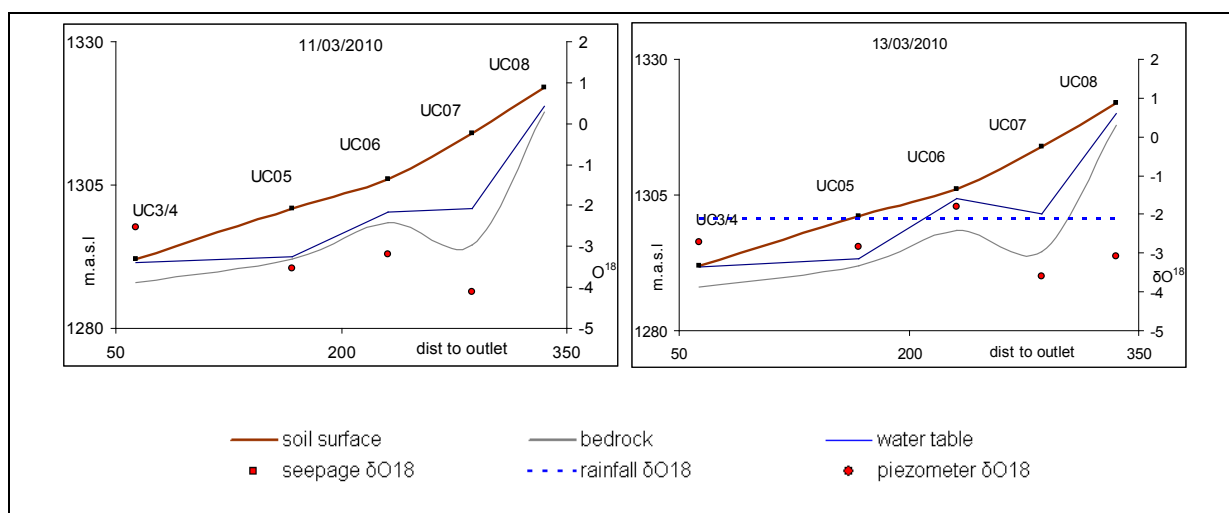 11/03/2010
1330
1305
1280
m.a.s.l
UC3/4
UC05
UC06
UC07
UC08
2
1
0
-1
-2
-3
-4
-5
O18
50
200
350
dist to outlet
13/03/2010
1330
1305
1280
m.a.s.l
UC3/4
UC05
UC06
UC07
UC08
2
1
0
-1
-2
-3
-4
-5
δO18
50
200
350
dist to outlet
soil surface
bedrock
water table
seepage δO18
rainfall δO18
piezometer δO18